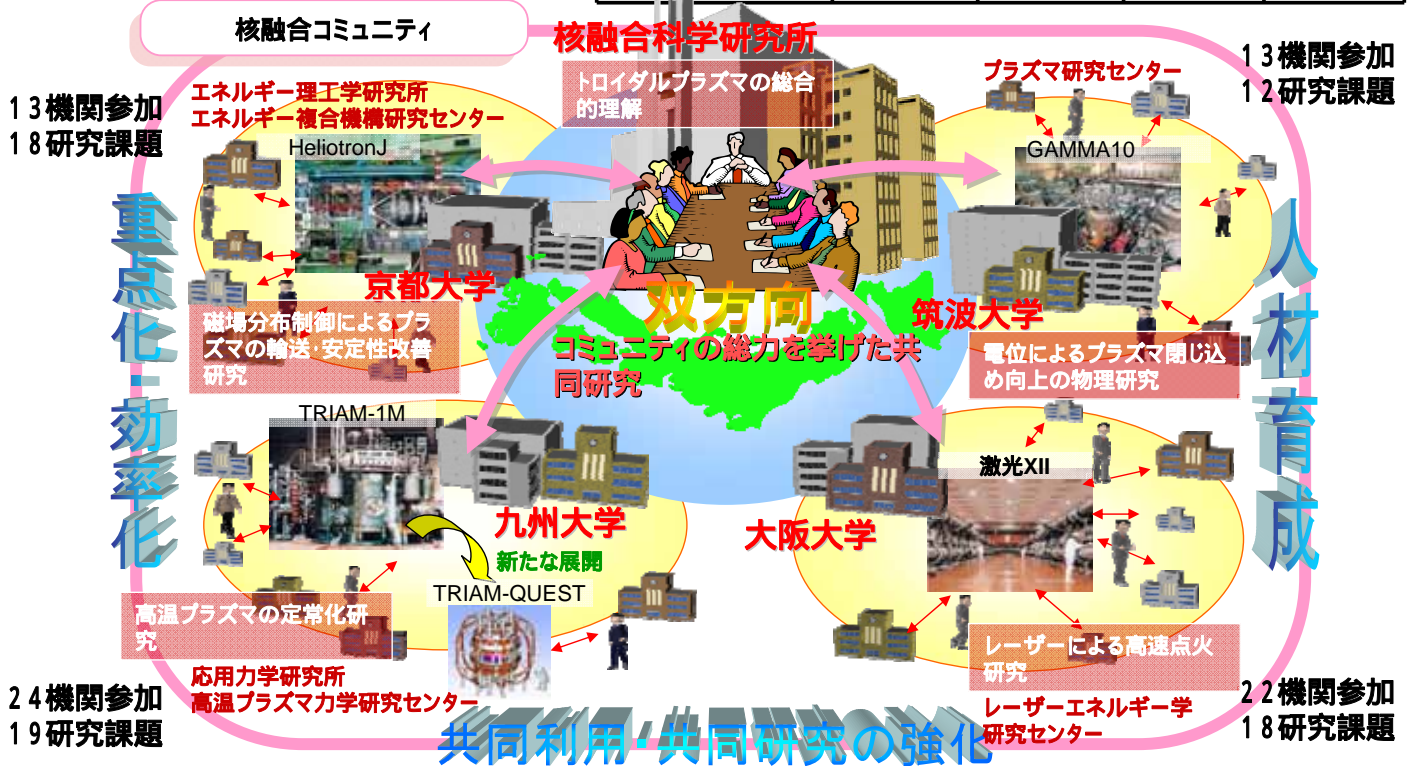 核融合コミュニティ
核融合科学研究所
トロイダルプラズマの総合
的理解
13機関参加
18研究課題
エネルギー理工学研究所
エネルギー複合機構研究センター
HeliotronJ
京都大学
磁場分布制御によるプラ
ズマの輸送・安定性改善
研究
プラズマ研究センター
13機関参加
12研究課題
GAMMA10
筑波大学
電位によるプラズマ閉じ込
め向上の物理研究
双方向
コミュニティの総力を挙げた共
同研究
重点化・効率化
人材育成
TRIAM-1M
九州大学
新たな展開
TRIAM-QUEST
高温プラズマの定常化研
究
応用力学研究所
高温プラズマ力学研究センター
24機関参加
19研究課題
激光XII
大阪大学
レーザーによる高速点火
研究
レーザーエネルギー学
研究センター
22機関参加
18研究課題
共同利用・共同研究の強化